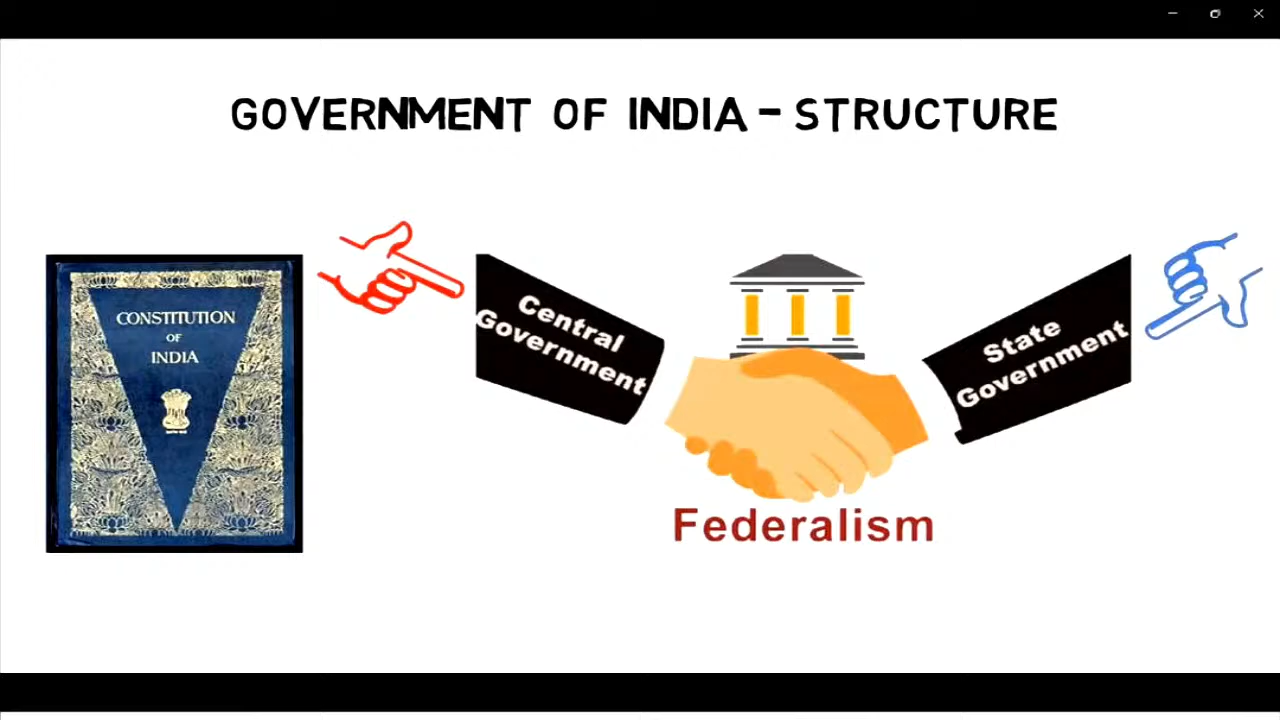 GOVERNMENT OF INDIA - STRUCTURE
CONSTITUTION
OF
INDIA
Central
Government
State
Government
Federalism